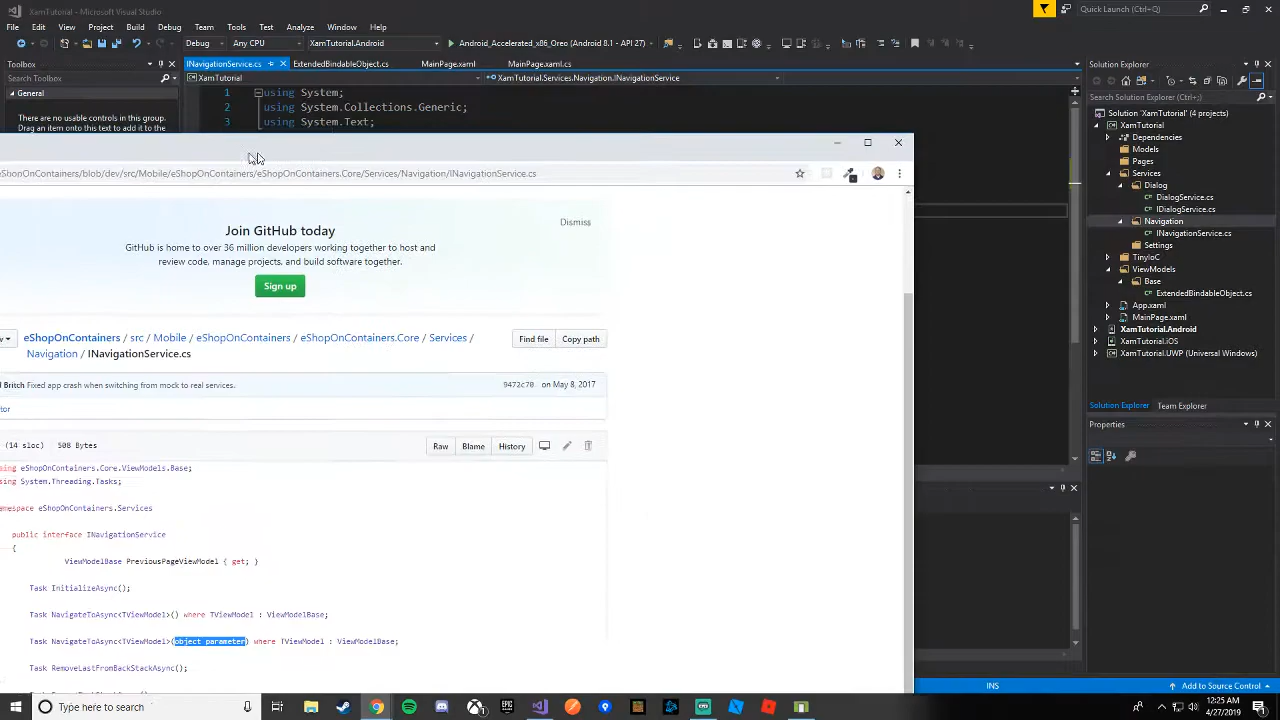 XamTutorial - Microsoft Visual Studio
Quick Launch (Ctrl+Q)
File Edit View Project Build Debug Team Tools Test Analyze Window Help
Debug Any CPU XamTutorial.Android Android_Accelerated_x86_Oreo (Android 8.1 - API 27)
Toolbox
INavigationService.cs ExtendedBindableObject.cs MainPage.xaml MainPage.xaml.cs
Solution Explorer
Search Toolbox
XamTutorial XamTutorial.Services.Navigation.INavigationService
General
1 using System;
2 using System.Collections.Generic;
3 using System.Text;
There are no usable controls in this group.
Drag an item onto this text to add it to the
Search Solution Explorer (Ctrl+;)
Solution 'XamTutorial' (4 projects)
XamTutorial
Dependencies
Models
Pages
Services
Dialog
DialogService.cs
IDialogService.cs
Navigation
INavigationService.cs
Settings
TinyIoC
ViewModels
Base
ExtendedBindableObject.cs
App.xaml
MainPage.xaml
XamTutorial.Android
XamTutorial.iOS
XamTutorial.UWP (Universal Windows)
Solution Explorer Team Explorer
Properties
eShopOnContainers/blob/dev/src/Mobile/eShopOnContainers/eShopOnContainers.Core/Services/Navigation/INavigationService.cs
Join GitHub today
Dismiss
GitHub is home to over 36 million developers working together to host and
review code, manage projects, and build software together.
Sign up
eShopOnContainers / src / Mobile / eShopOnContainers / eShopOnContainers.Core / Services /
Navigation / INavigationService.cs
Find file Copy path
Britch Fixed app crash when switching from mock to real services. 9472c70 on May 8, 2017
tor
(14 sloc) 508 Bytes
Raw Blame History
ing eShopOnContainers.Core.ViewModels.Base;
ing System.Threading.Tasks;
mespace eShopOnContainers.Services
public interface INavigationService
{
ViewModelBase PreviousPageViewModel { get; }
Task InitializeAsync();
Task NavigateToAsync<TViewModel>() where TViewModel : ViewModelBase;
Task NavigateToAsync<TViewModel>(object parameter) where TViewModel : ViewModelBase;
Task RemoveLastFromBackStackAsync();
INS
Add to Source Control
Type here to search
12:25 AM
4/27/2019